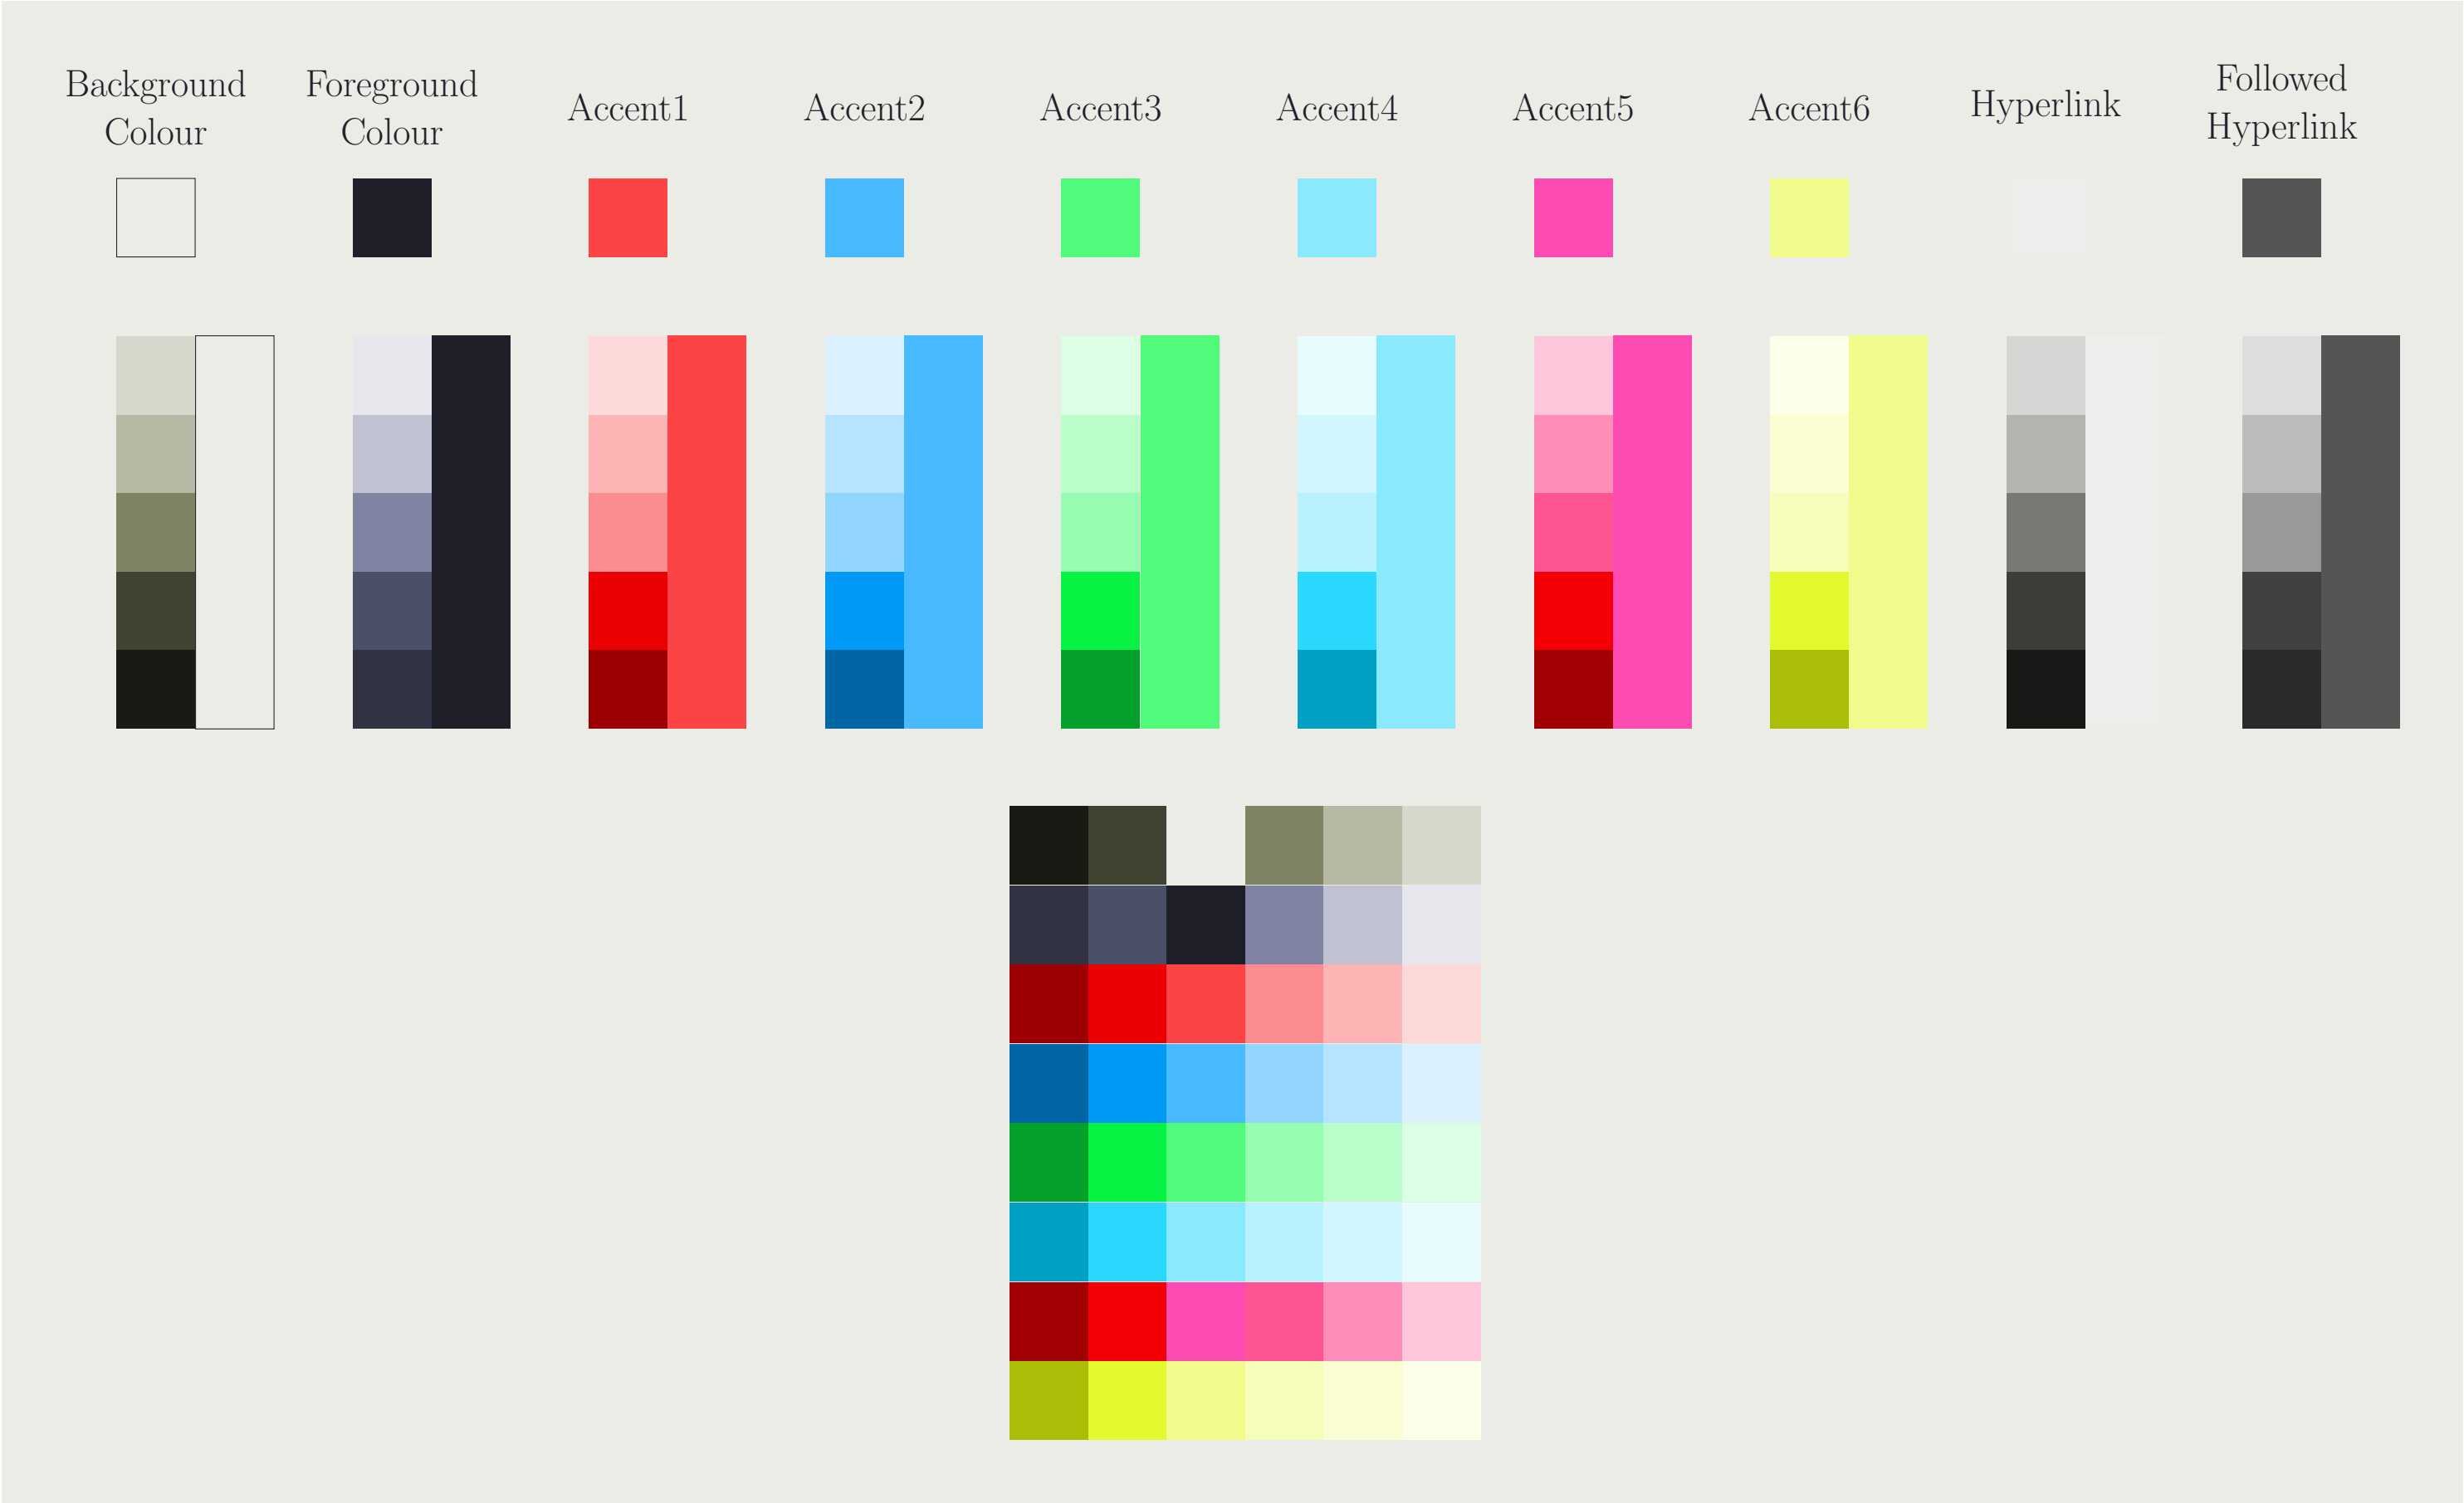 Background
Colour
Foreground
Colour
Accent1
Accent2
Accent3
Accent4
Accent5
Accent6
Hyperlink
Followed
Hyperlink